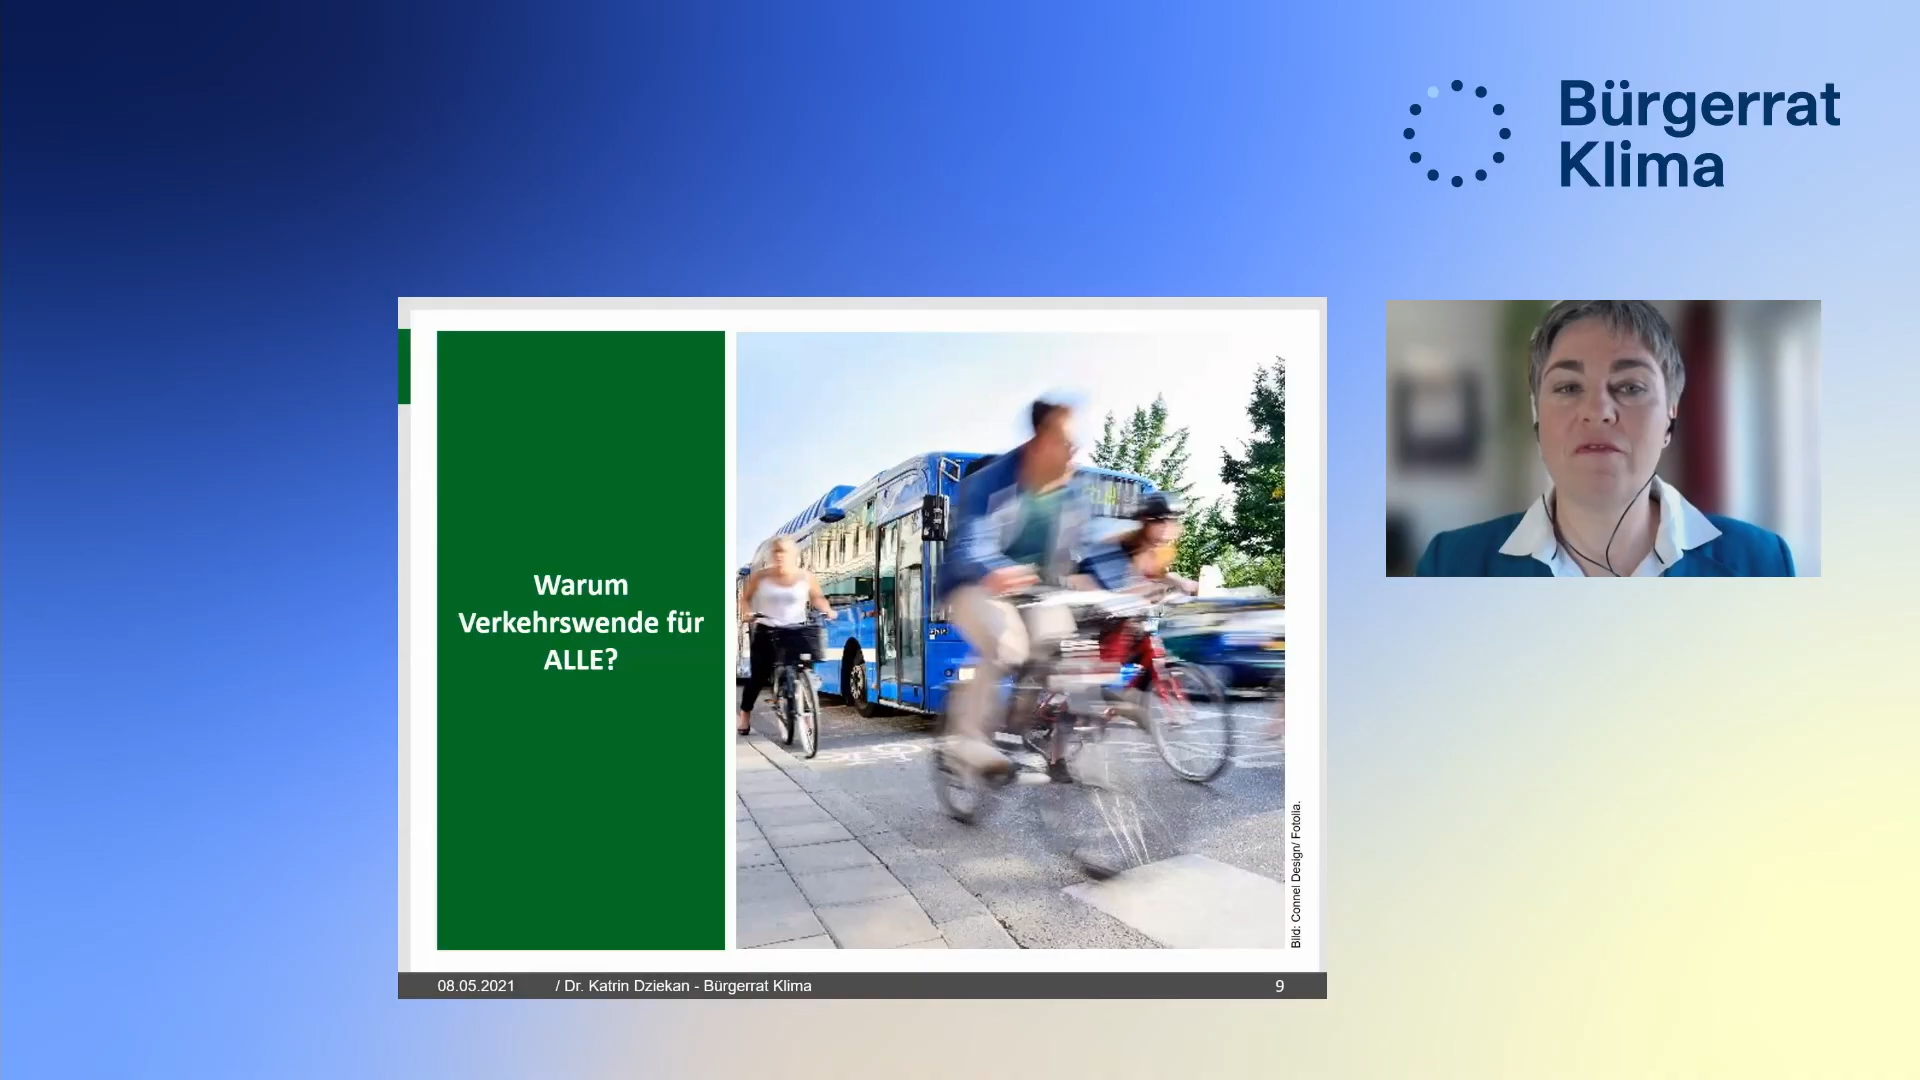 Bürgerrat
Klima
Warum
Verkehrswende für
ALLE?
Bild: Connel Design/ Fotolia.
08.05.2021 / Dr. Katrin Dziekan - Bürgerrat Klima 9